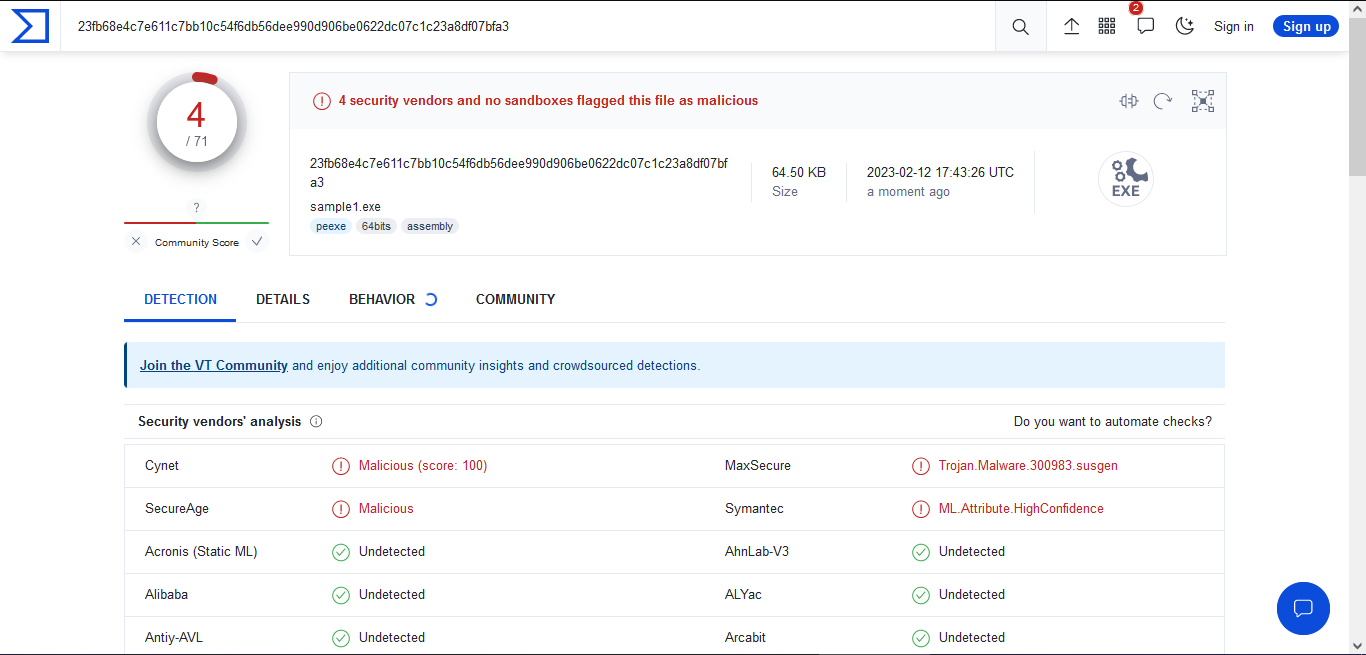 23fb68e4c7e611c7bb10c54f6db56dee990d906be0622dc07c1c23a8df07bfa3
2
Sign in
Sign up
4
/ 71
?
Community Score
4 security vendors and no sandboxes flagged this file as malicious
23fb68e4c7e611c7bb10c54f6db56dee990d906be0622dc07c1c23a8df07bf
a3
sample1.exe
peexe 64bits assembly
64.50 KB
Size
2023-02-12 17:43:26 UTC
a moment ago
EXE
DETECTION DETAILS BEHAVIOR COMMUNITY
Join the VT Community and enjoy additional community insights and crowdsourced detections.
Security vendors' analysis Do you want to automate checks?
Cynet Malicious (score: 100) MaxSecure Trojan.Malware.300983.susgen
SecureAge Malicious Symantec ML.Attribute.HighConfidence
Acronis (Static ML) Undetected AhnLab-V3 Undetected
Alibaba Undetected ALYac Undetected
Antiy-AVL Undetected Arcabit Undetected